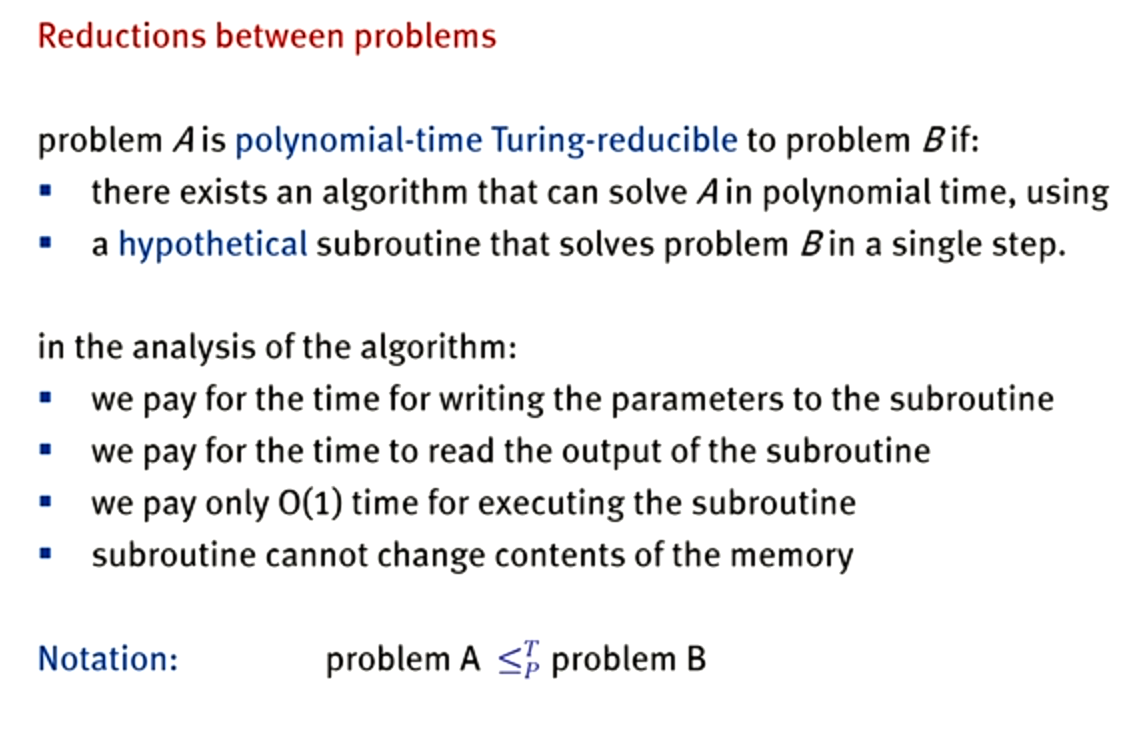 Reductions between problems
problem A is polynomial-time Turing-reducible to problem B if:
▪ there exists an algorithm that can solve A in polynomial time, using
▪ a hypothetical subroutine that solves problem B in a single step.
in the analysis of the algorithm:
▪ we pay for the time for writing the parameters to the subroutine
▪ we pay for the time to read the output of the subroutine
▪ we pay only O(1) time for executing the subroutine
▪ subroutine cannot change contents of the memory
Notation: problem A ≤ᵀₚ problem B